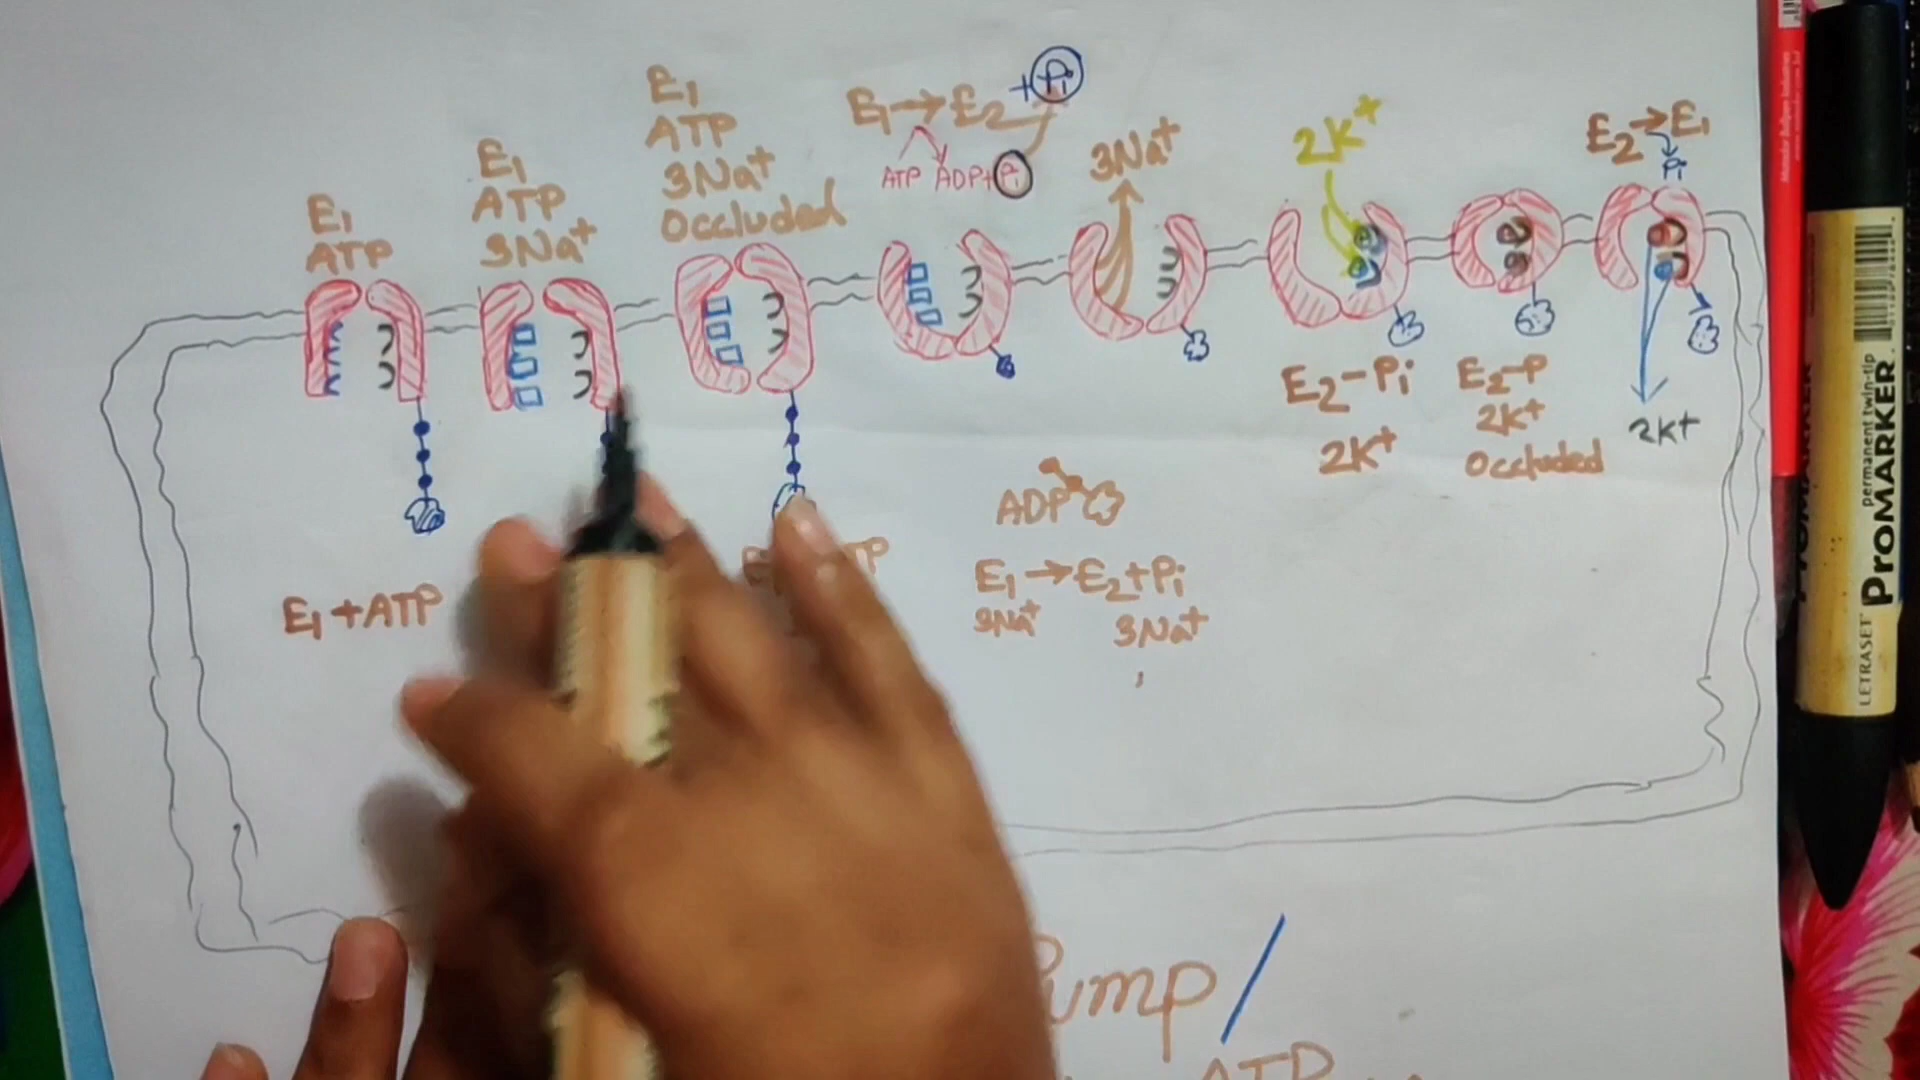 E1
ATP
E1
ATP
3Na+
E1
ATP
3Na+
Occluded
E1→E2 +Pi
ATP ADP+Pi
3Na+
2K+
E2→E1
Pi
E2-Pi
2K+
E2-P
2K+
Occluded
2K+
ADP
E1+ATP
E1→E2+Pi
3Na+ 3Na+
Pump/
ATP
LETRASET PROMARKER.
permanent twin-tip